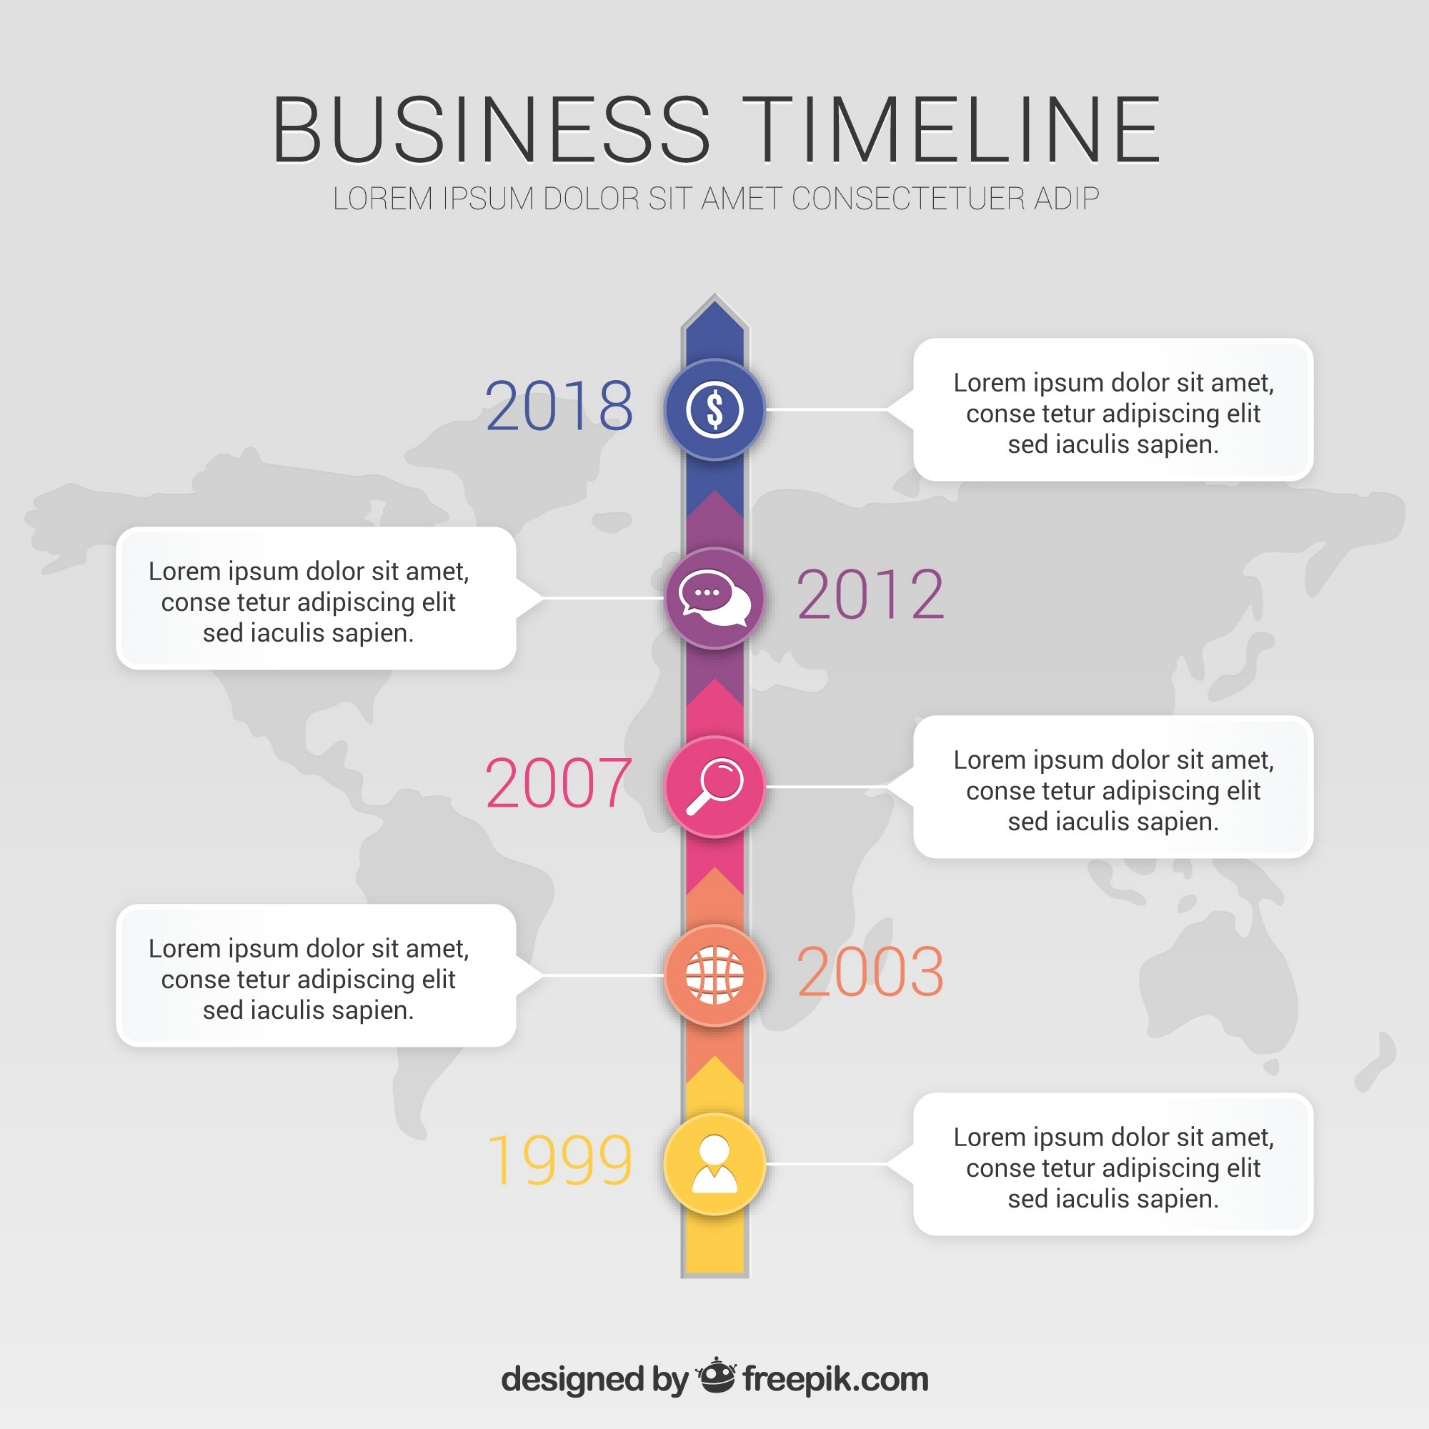 BUSINESS TIMELINE
LOREM IPSUM DOLOR SIT AMET CONSECTETUER ADIP
2018
$
Lorem ipsum dolor sit amet,
conse tetur adipiscing elit
sed iaculis sapien.
Lorem ipsum dolor sit amet,
conse tetur adipiscing elit
sed iaculis sapien.
2012
2007
Lorem ipsum dolor sit amet,
conse tetur adipiscing elit
sed iaculis sapien.
Lorem ipsum dolor sit amet,
conse tetur adipiscing elit
sed iaculis sapien.
2003
1999
Lorem ipsum dolor sit amet,
conse tetur adipiscing elit
sed iaculis sapien.
designed by freepik.com